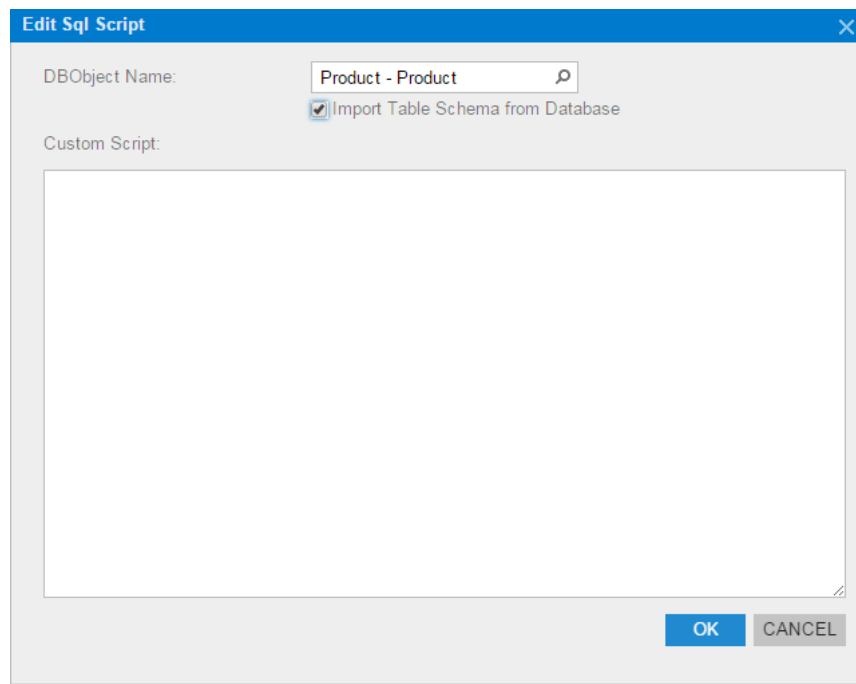 Edit Sql Script
DBObject Name:
Product - Product
Import Table Schema from Database
Custom Script:
OK
CANCEL